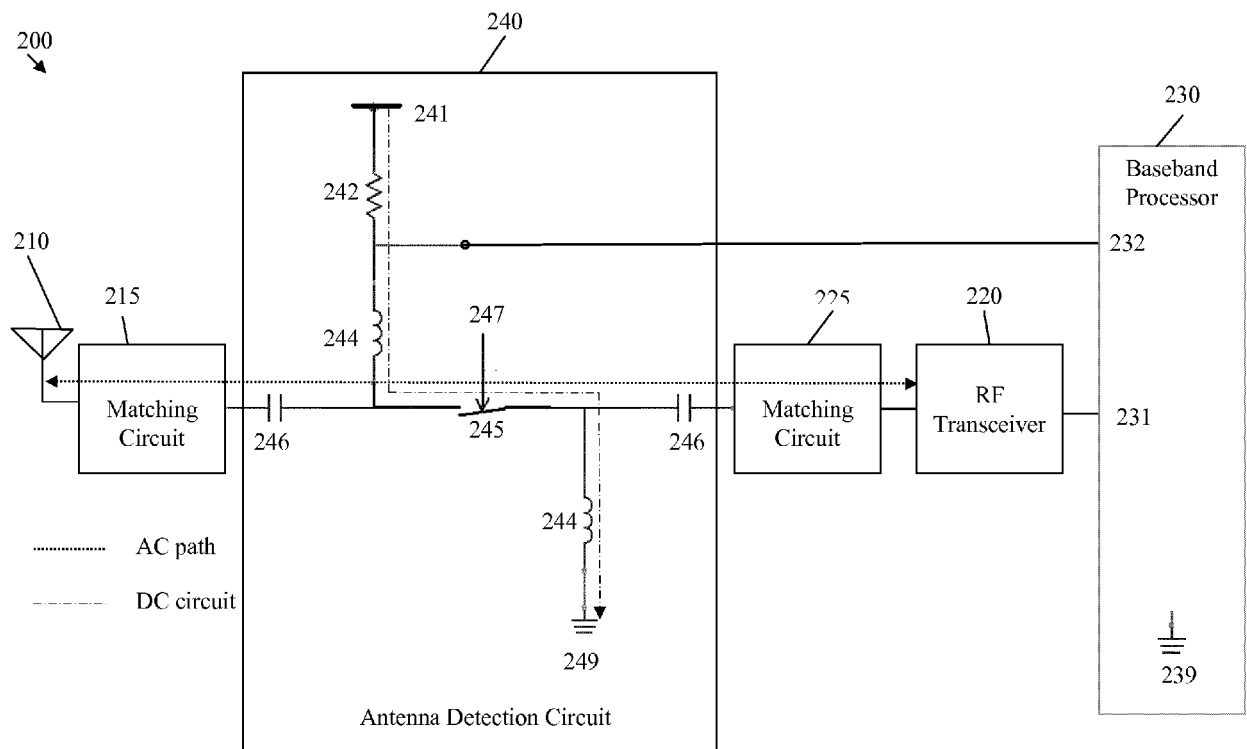 200
240
241
230
Baseband
Processor
242
210
232
215
225
220
247
244
Matching
Circuit
246
245
246
Matching
Circuit
RF
Transceiver
231
244
AC path
DC circuit
249
239
Antenna Detection Circuit